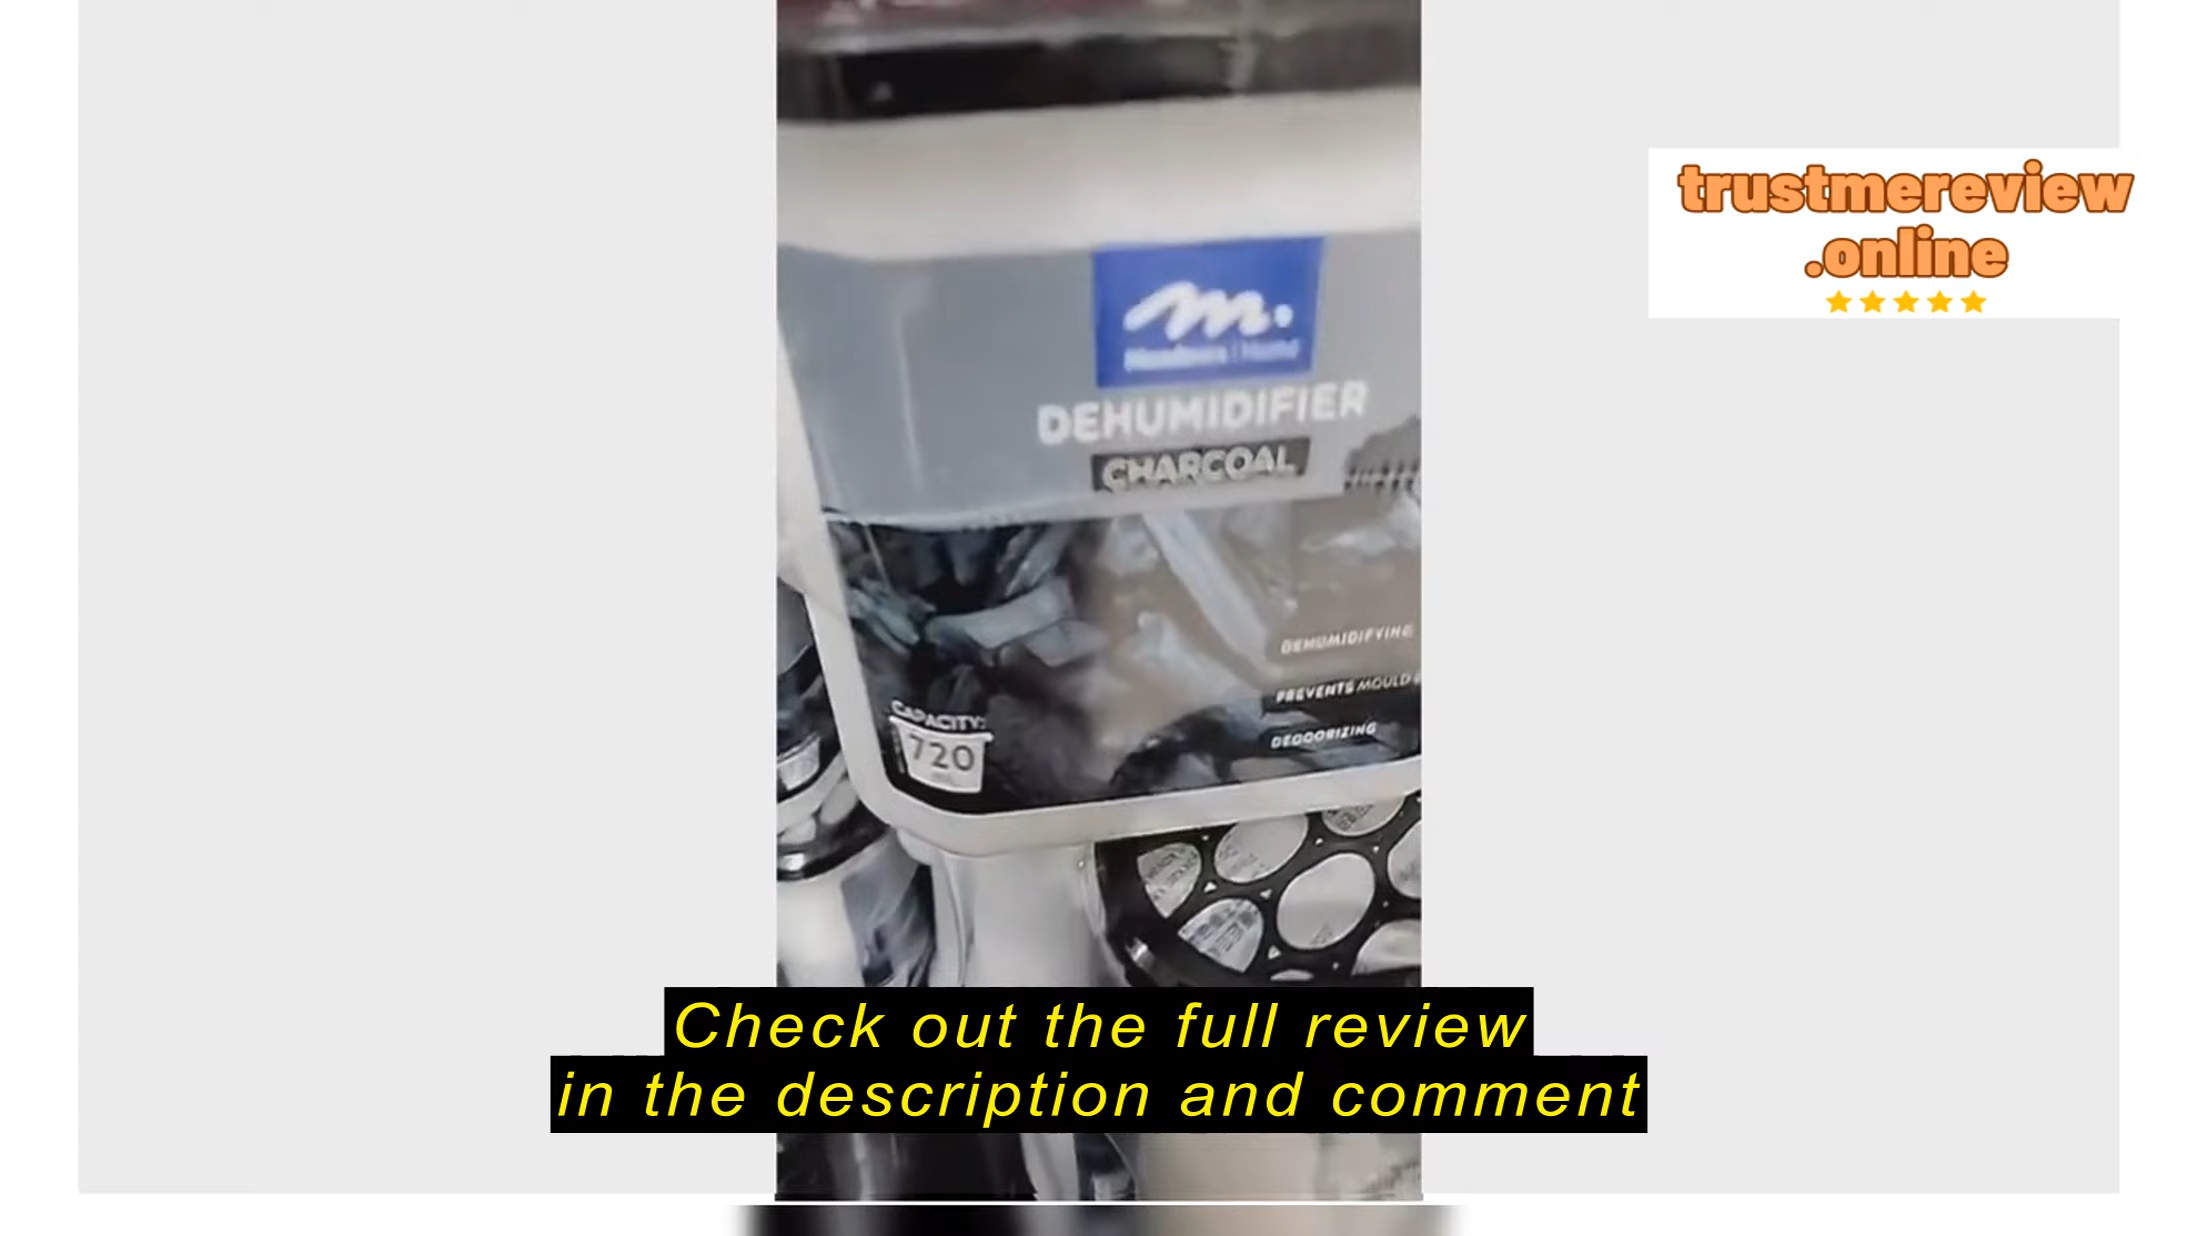 trustmereview
.online
m.
DEHUMIDIFIER
CHARCOAL
DEHUMIDIFYING
PREVENTS MOULD
DEODORIZING
CAPACITY:
720
Check out the full review
in the description and comment